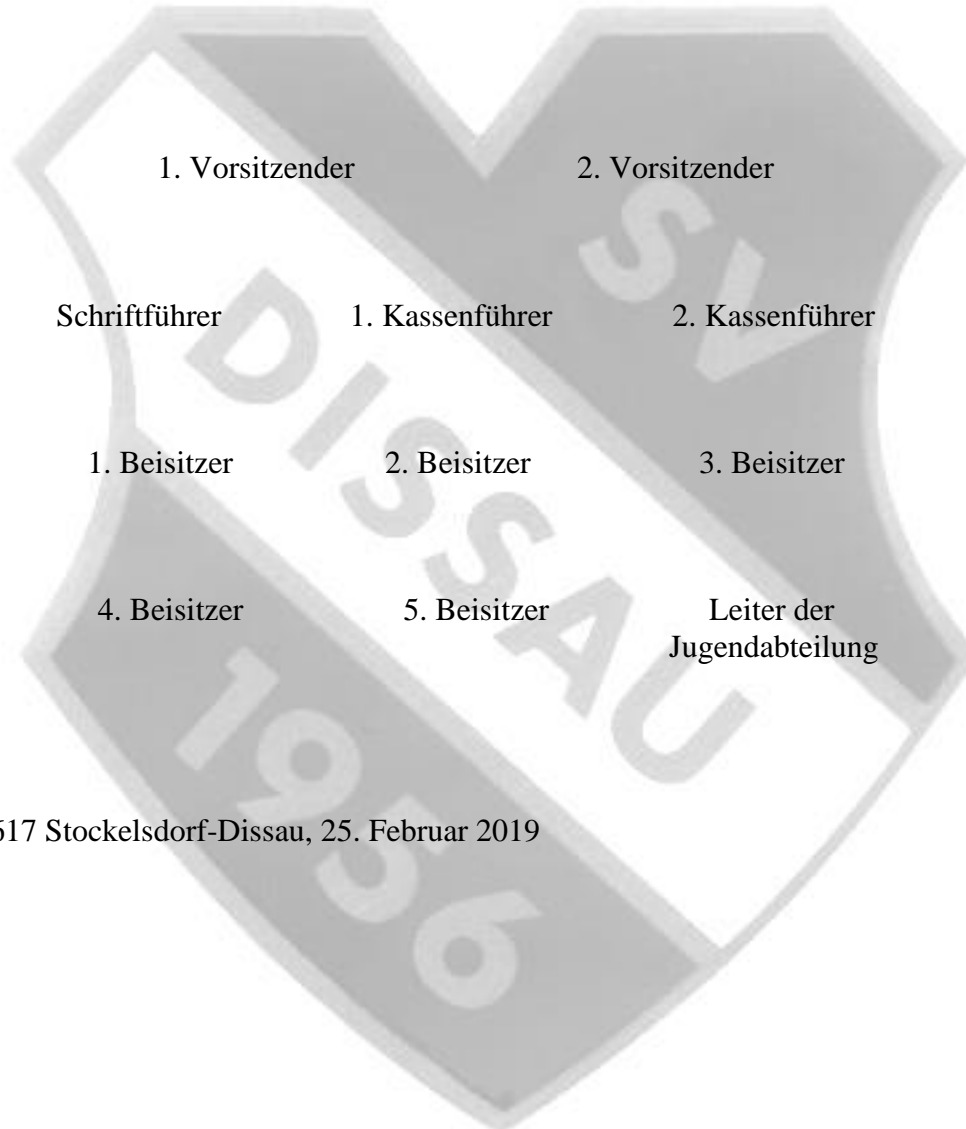 1. Vorsitzender 2. Vorsitzender
Schriftführer 1. Kassenführer 2. Kassenführer
1. Beisitzer 2. Beisitzer 3. Beisitzer
4. Beisitzer 5. Beisitzer Leiter der
Jugendabteilung
617 Stockelsdorf-Dissau, 25. Februar 2019
SV
DISSAU
1956